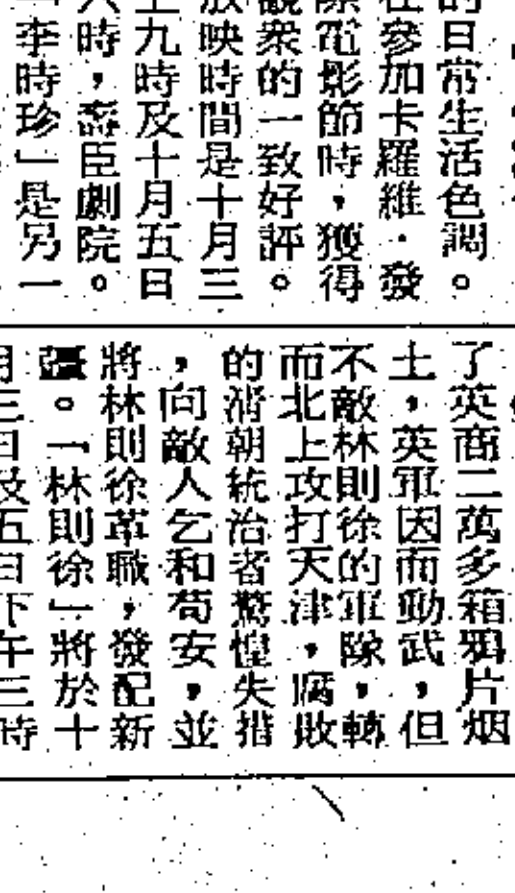 的日常生活色調。
在參加卡羅維・發
際電影節時，獲得
觀衆的一致好評。
放映時間是十月三
上九時及十月五日
六時，壽臣劇院。
「李時珍」是另一
了英商二萬多箱鴉片烟
土，英軍因而動武，但
不敵林則徐的軍隊，轉
而北上攻打天津，腐敗
的淸朝統治者驚惶失措
，向敵人乞和苟安，並
將林則徐革職，發配新
疆。「林則徐」將於十
月三日及五日下午三時